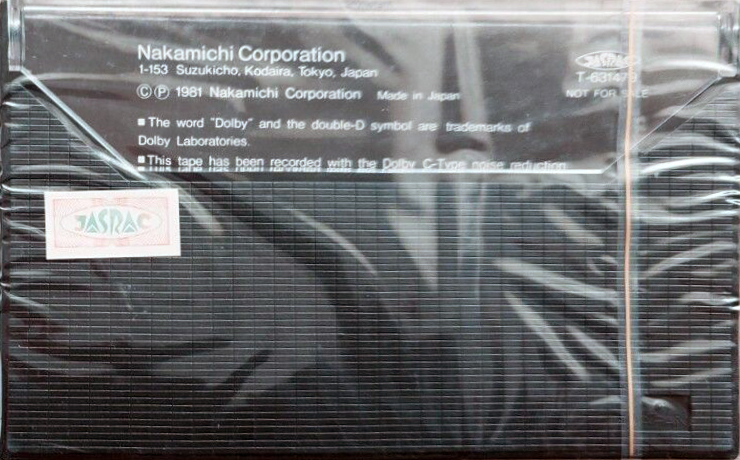 Nakamichi Corporation
1-153 Suzukicho, Kodaira, Tokyo, Japan
©℗ 1981 Nakamichi Corporation Made in Japan
■ The word "Dolby" and the double-D symbol are trademarks of
Dolby Laboratories.
■ This tape has been recorded with the Dolby C-Type noise reduction
JASRAC
T-631479
NOT FOR SALE
JASRAC